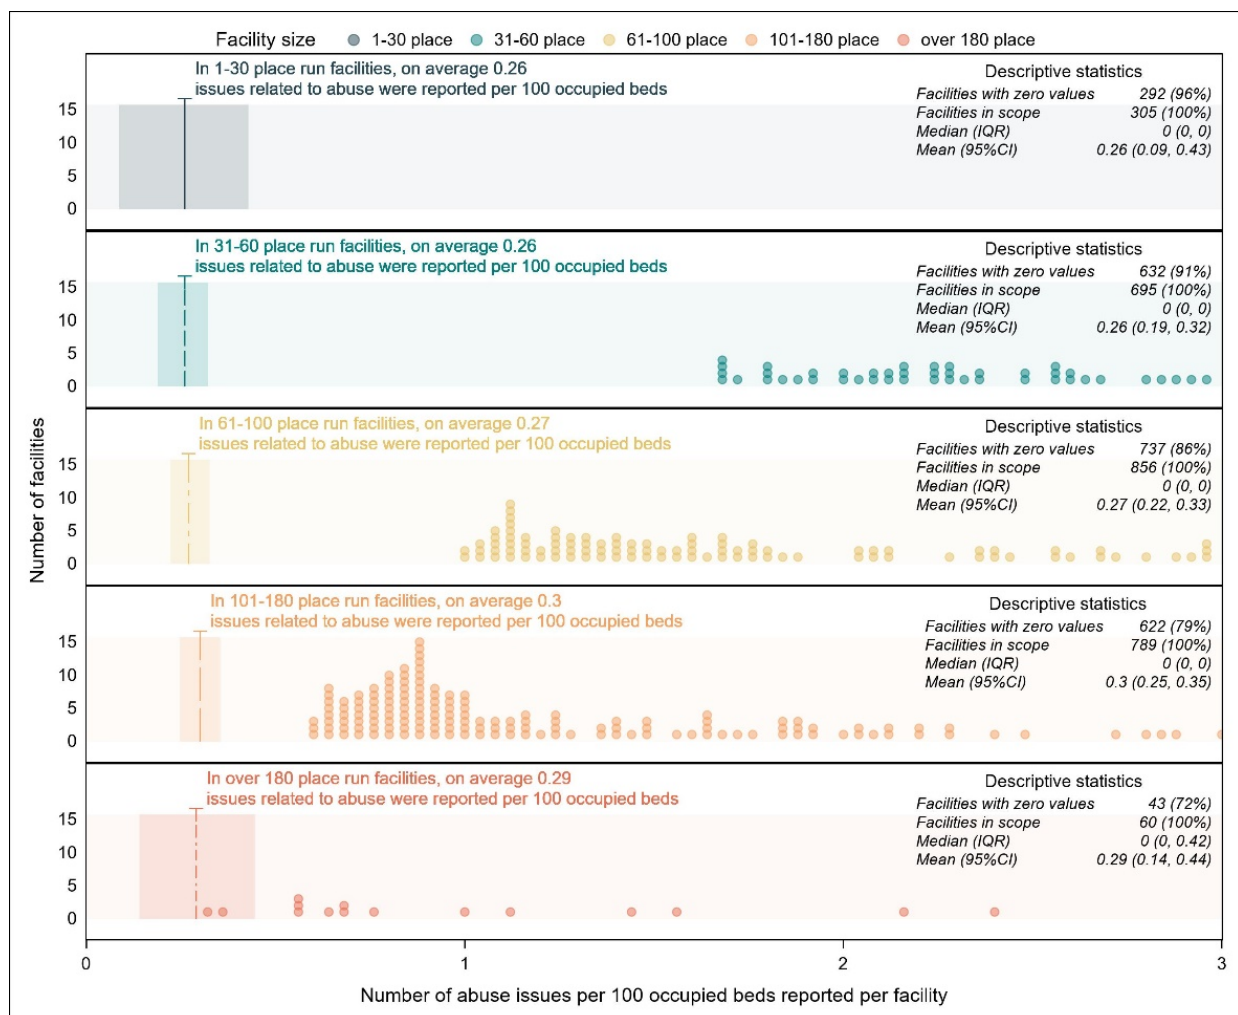 Facility size 1-30 place 31-60 place 61-100 place 101-180 place over 180 place
In 1-30 place run facilities, on average 0.26
issues related to abuse were reported per 100 occupied beds
Descriptive statistics
Facilities with zero values 292 (96%)
Facilities in scope 305 (100%)
Median (IQR) 0 (0, 0)
Mean (95%CI) 0.26 (0.09, 0.43)
15
10
5
0
In 31-60 place run facilities, on average 0.26
issues related to abuse were reported per 100 occupied beds
Descriptive statistics
Facilities with zero values 632 (91%)
Facilities in scope 695 (100%)
Median (IQR) 0 (0, 0)
Mean (95%CI) 0.26 (0.19, 0.32)
15
10
5
0
Number of facilities
In 61-100 place run facilities, on average 0.27
issues related to abuse were reported per 100 occupied beds
Descriptive statistics
Facilities with zero values 737 (86%)
Facilities in scope 856 (100%)
Median (IQR) 0 (0, 0)
Mean (95%CI) 0.27 (0.22, 0.33)
15
10
5
0
In 101-180 place run facilities, on average 0.3
issues related to abuse were reported per 100 occupied beds
Descriptive statistics
Facilities with zero values 622 (79%)
Facilities in scope 789 (100%)
Median (IQR) 0 (0, 0)
Mean (95%CI) 0.3 (0.25, 0.35)
15
10
5
0
In over 180 place run facilities, on average 0.29
issues related to abuse were reported per 100 occupied beds
Descriptive statistics
Facilities with zero values 43 (72%)
Facilities in scope 60 (100%)
Median (IQR) 0 (0, 0.42)
Mean (95%CI) 0.29 (0.14, 0.44)
15
10
5
0
0 1 2 3
Number of abuse issues per 100 occupied beds reported per facility